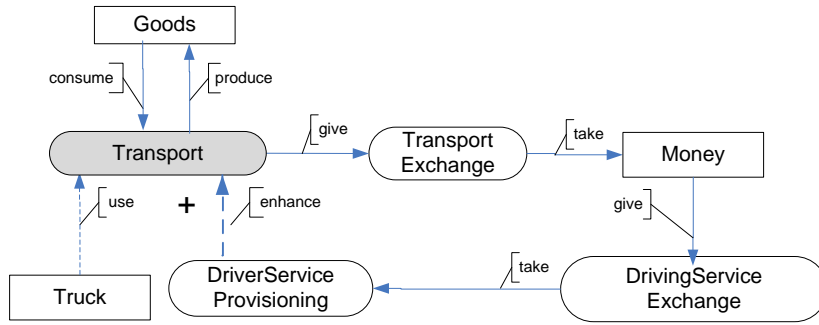 Goods
consume
produce
Transport
give
Transport
Exchange
take
Money
use
+
enhance
give
Truck
DriverService
Provisioning
take
DrivingService
Exchange